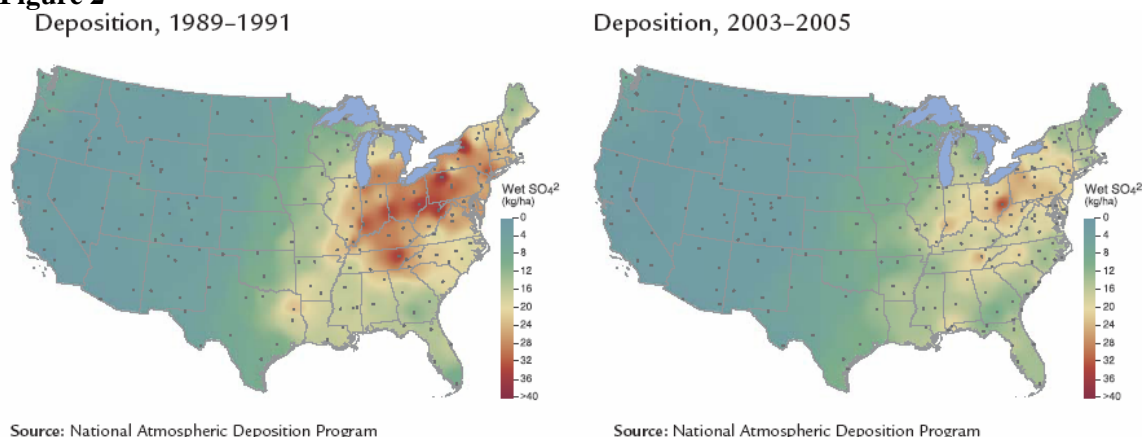 Figure 2
Deposition, 1989–1991
Wet SO4²
(kg/ha)
0
4
8
12
16
20
24
28
32
36
>40
Source: National Atmospheric Deposition Program
Deposition, 2003–2005
Wet SO4²
(kg/ha)
0
4
8
12
16
20
24
28
32
36
>40
Source: National Atmospheric Deposition Program